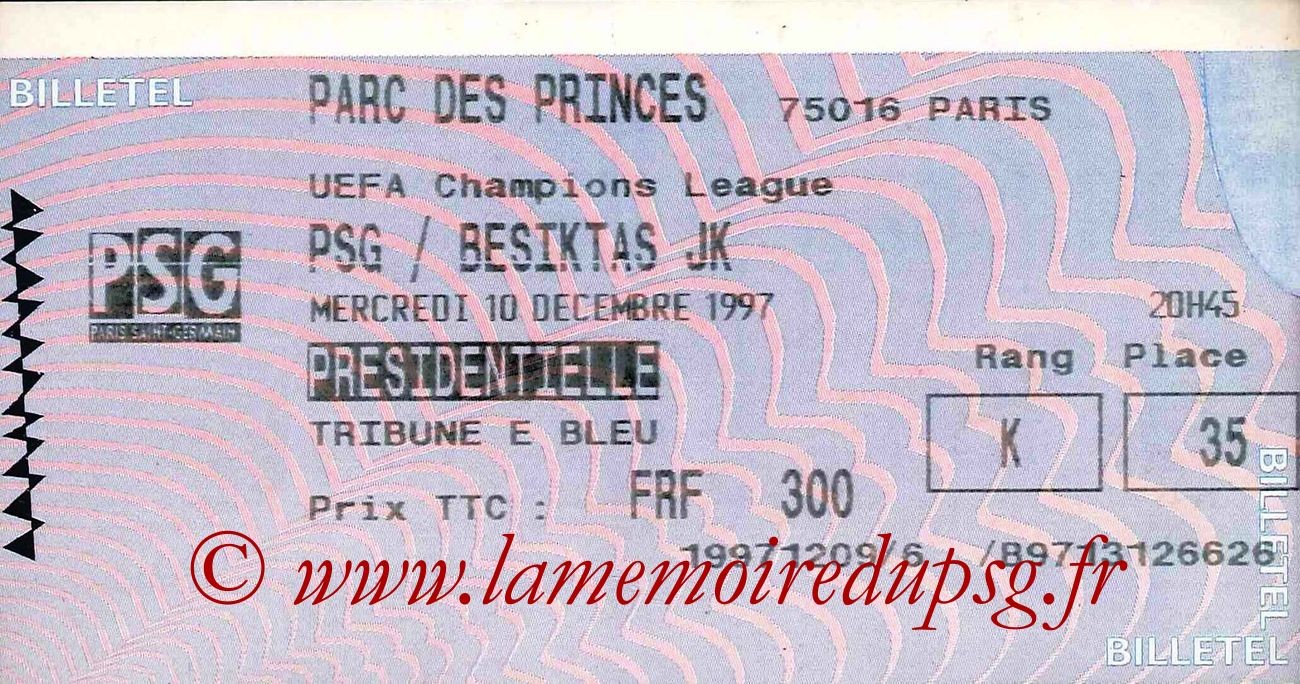 BILLETEL
PARC DES PRINCES 75016 PARIS
UEFA Champions League
PSG / BESIKTAS JK
PSG
PARIS SAINT-GERMAIN
MERCREDI 10 DECEMBRE 1997 20H45
PRESIDENTIELLE
Rang Place
TRIBUNE E BLEU K 35
Prix TTC : FRF 300
19971209/6 /B9713126626
© www.lamemoiredupsg.fr
BILLETEL
BILLETEL